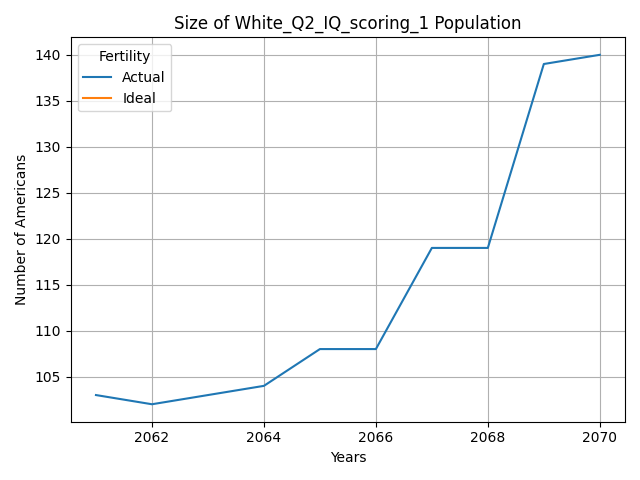 Size of White_Q2_IQ_scoring_1 Population
Fertility
Actual
Ideal
Number of Americans
140
135
130
125
120
115
110
105
2062 2064 2066 2068 2070
Years